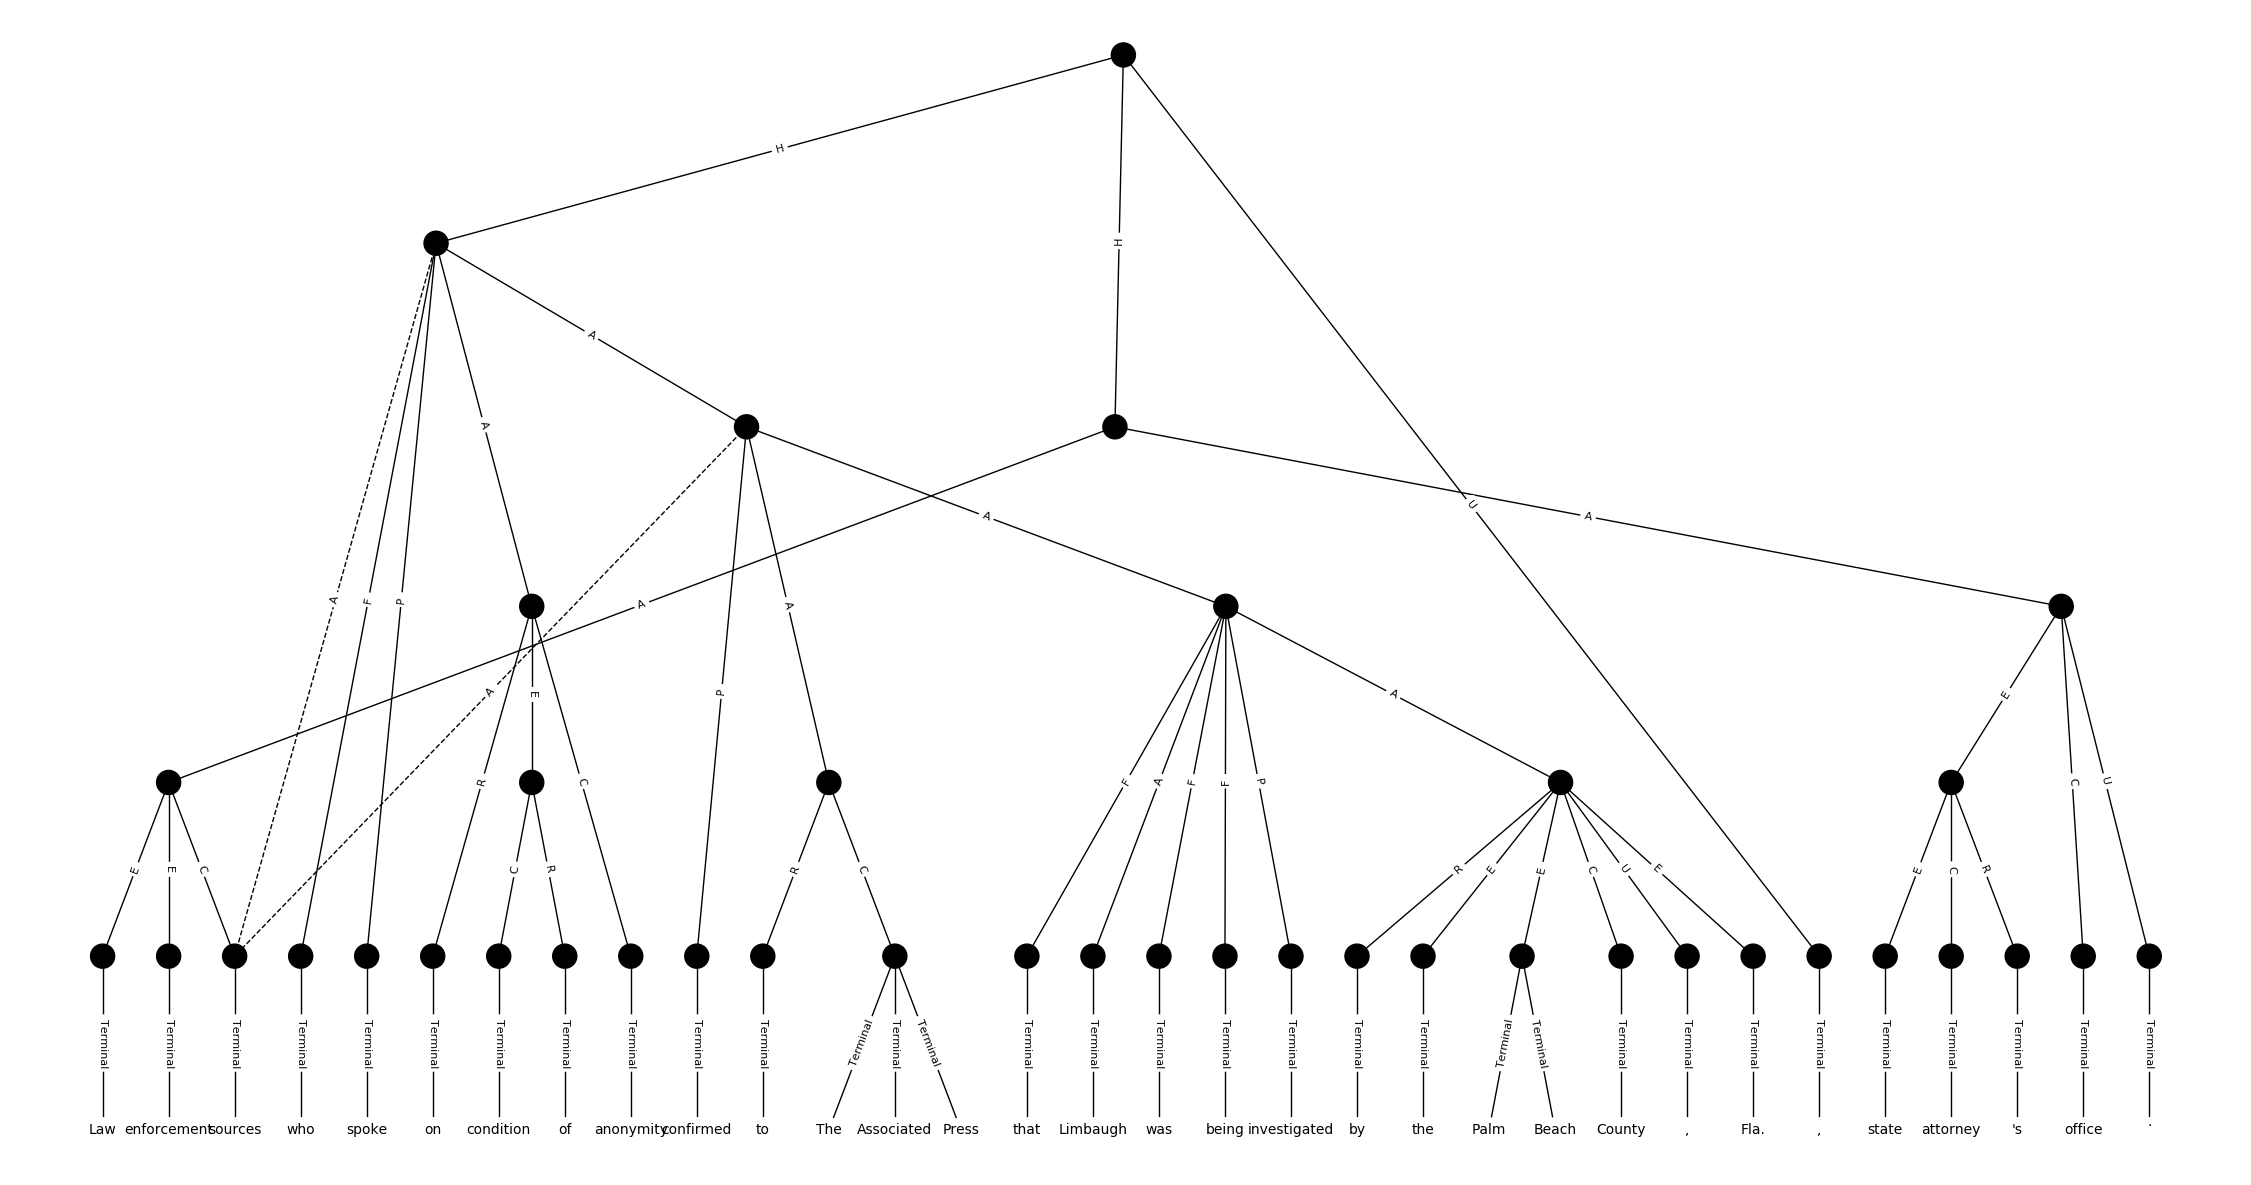 H
H
A
A
U
A
A
A F P
A
A
E
A
P
A
E
R
C
F A F F P
C
U
E E C
C R
R C
R E E C U E
E C R
Terminal Terminal Terminal Terminal Terminal Terminal Terminal Terminal Terminal Terminal Terminal Terminal Terminal Terminal Terminal Terminal Terminal Terminal Terminal Terminal Terminal Terminal Terminal Terminal Terminal Terminal Terminal Terminal Terminal Terminal Terminal Terminal
Law enforcement sources who spoke on condition of anonymity confirmed to The Associated Press that Limbaugh was being investigated by the Palm Beach County , Fla. , state attorney 's office .